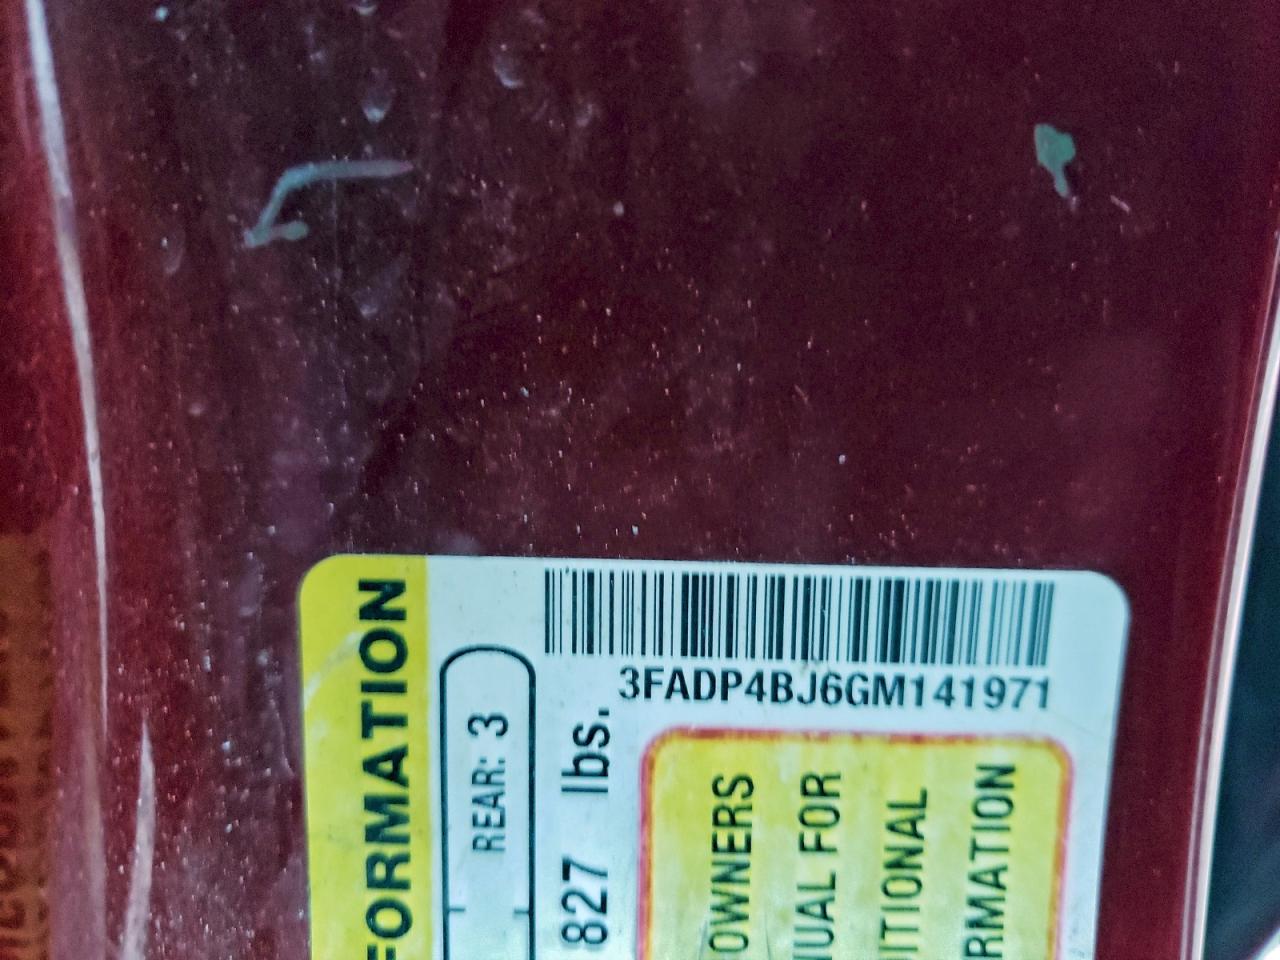 3FADP4BJ6GM141971
FORMATION
REAR: 3
827 lbs.
OWNERS
UAL FOR
ITIONAL
RMATION